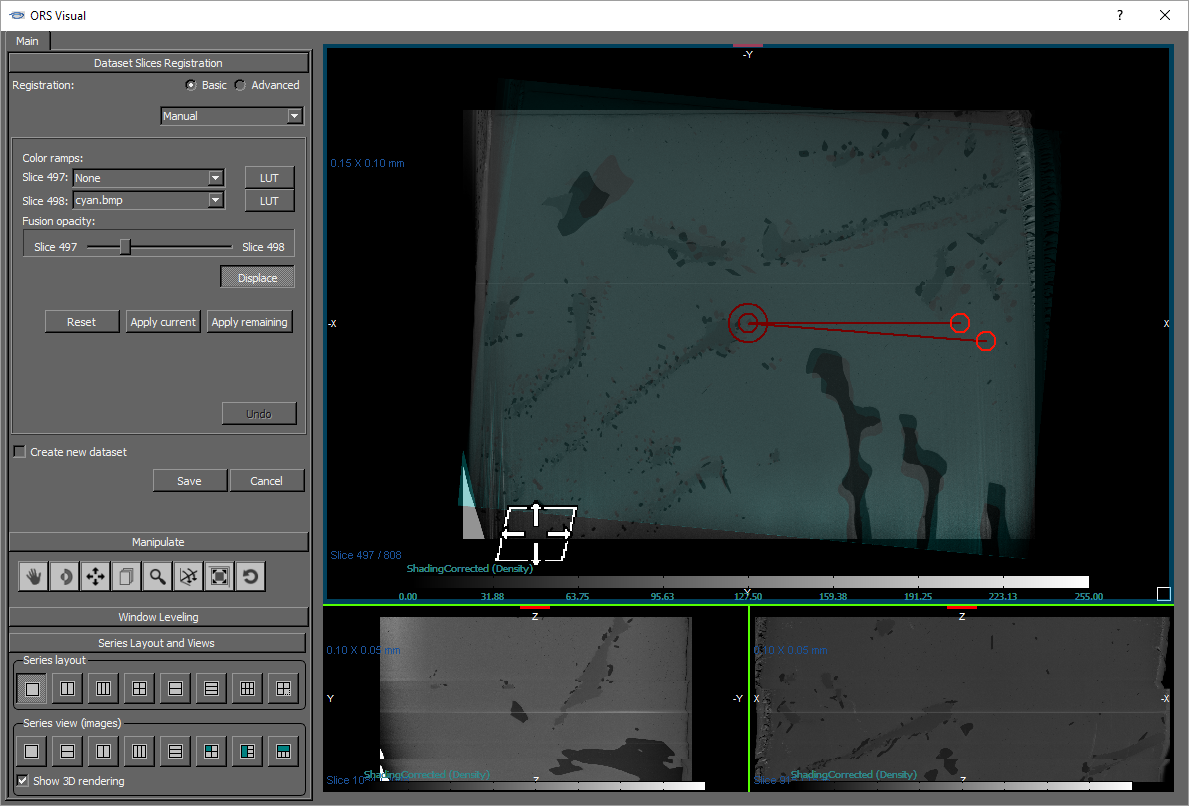 ORS Visual
?
Main
Dataset Slices Registration
Registration: Basic Advanced
Manual
Color ramps:
Slice 497: None LUT
Slice 498: cyan.bmp LUT
Fusion opacity:
Slice 497 Slice 498
Displace
Reset Apply current Apply remaining
Undo
Create new dataset
Save Cancel
Manipulate
Window Leveling
Series Layout and Views
Series layout
Series view (images)
Show 3D rendering
-Y
0.15 X 0.10 mm
-X X
Slice 497 / 808
ShadingCorrected (Density)
Y
0.00 31.88 63.75 95.63 127.50 159.38 191.25 223.13 255.00
Z
0.10 X 0.05 mm
Y -Y
ShadingCorrected (Density)
Z
Z
0.10 X 0.05 mm
X -X
ShadingCorrected (Density)
Z